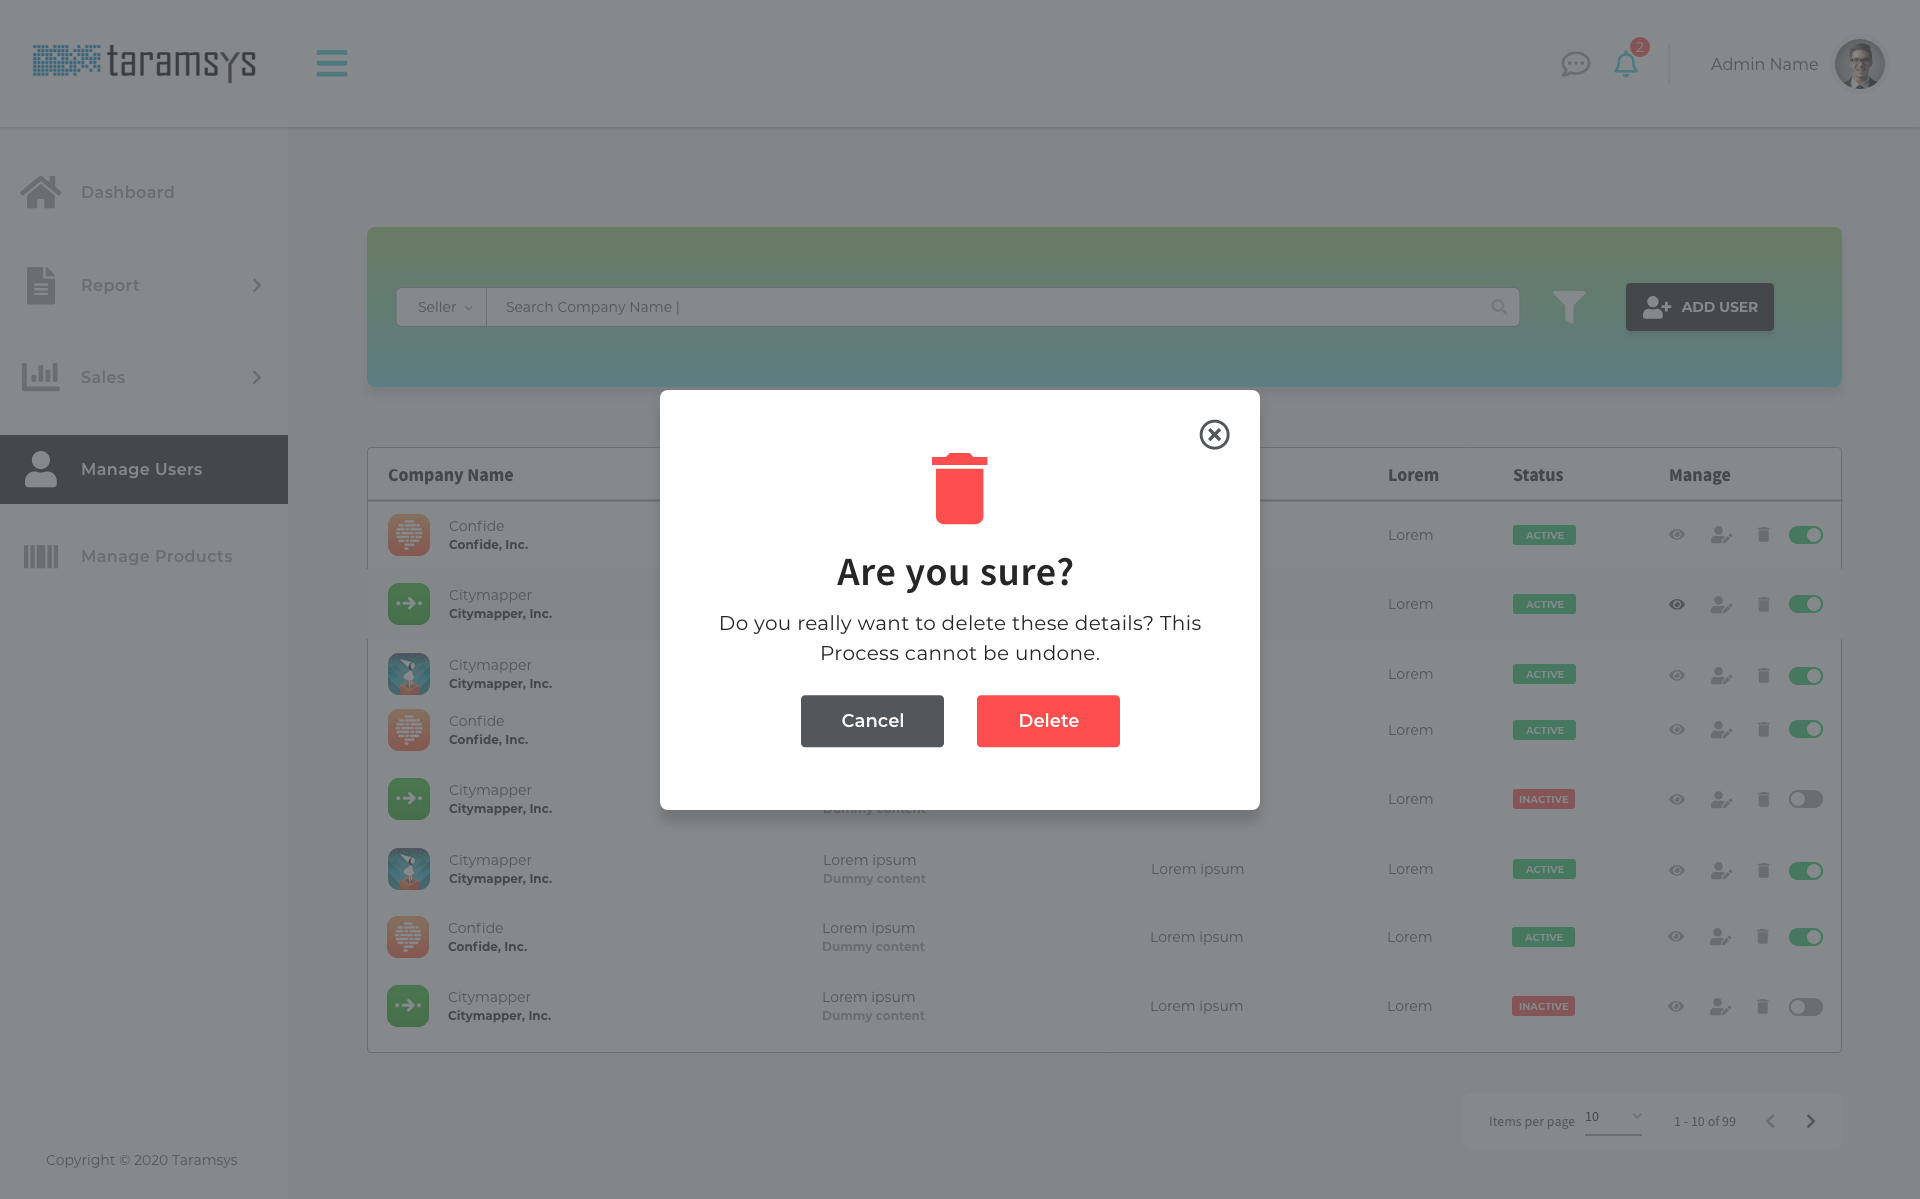 taramsys
2
Admin Name
Dashboard
Report
Sales
Manage Users
Manage Products
Seller
Search Company Name |
ADD USER
Company Name
Lorem
Status
Manage
Confide
Confide, Inc.
Lorem
ACTIVE
Citymapper
Citymapper, Inc.
Lorem
ACTIVE
Citymapper
Citymapper, Inc.
Lorem
ACTIVE
Confide
Confide, Inc.
Lorem
ACTIVE
Citymapper
Citymapper, Inc.
Dummy content
Lorem
INACTIVE
Citymapper
Citymapper, Inc.
Lorem ipsum
Dummy content
Lorem ipsum
Lorem
ACTIVE
Confide
Confide, Inc.
Lorem ipsum
Dummy content
Lorem ipsum
Lorem
ACTIVE
Citymapper
Citymapper, Inc.
Lorem ipsum
Dummy content
Lorem ipsum
Lorem
INACTIVE
Are you sure?
Do you really want to delete these details? This
Process cannot be undone.
Cancel
Delete
Items per page
10
1 - 10 of 99
Copyright © 2020 Taramsys